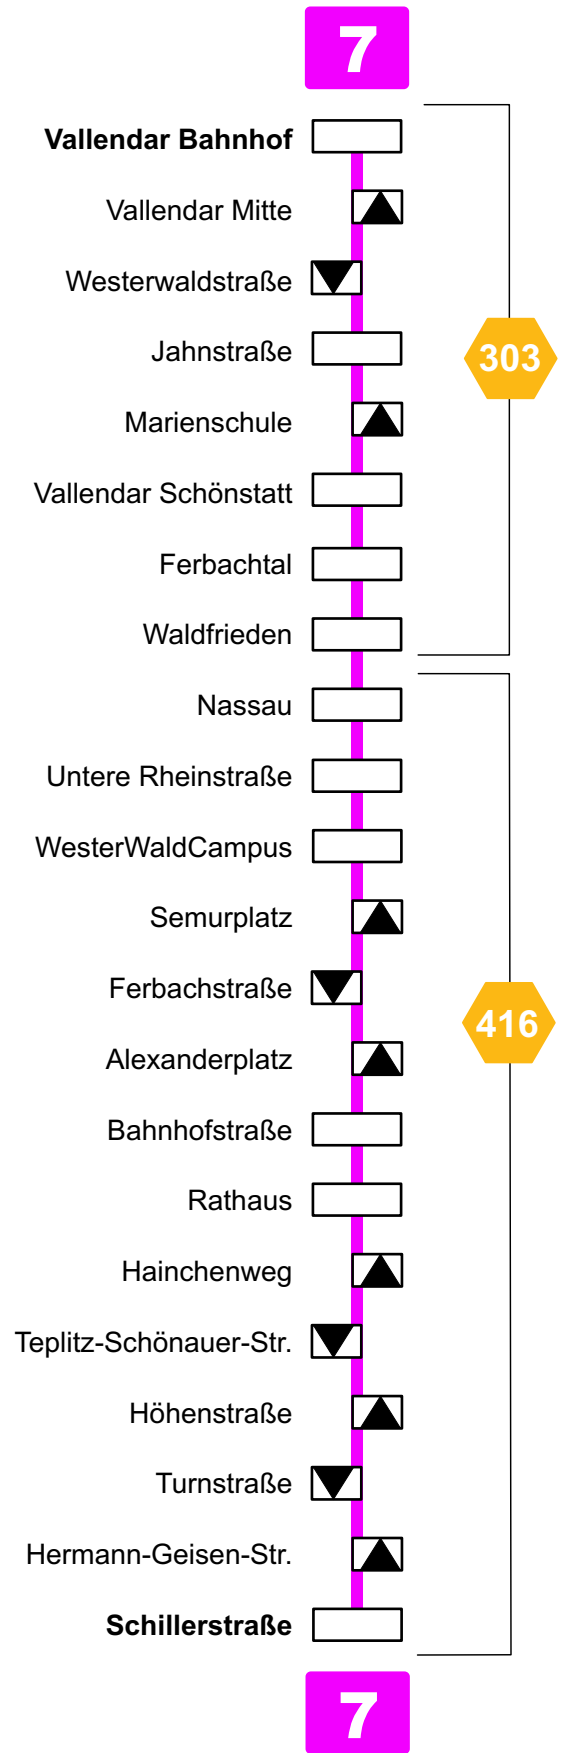 7
Vallendar Bahnhof
Vallendar Mitte
Westerwaldstraße
Jahnstraße
303
Marienschule
Vallendar Schönstatt
Ferbachtal
Waldfrieden
Nassau
Untere Rheinstraße
WesterWaldCampus
Semurplatz
Ferbachstraße
416
Alexanderplatz
Bahnhofstraße
Rathaus
Hainchenweg
Teplitz-Schönauer-Str.
Höhenstraße
Turnstraße
Hermann-Geisen-Str.
Schillerstraße
7